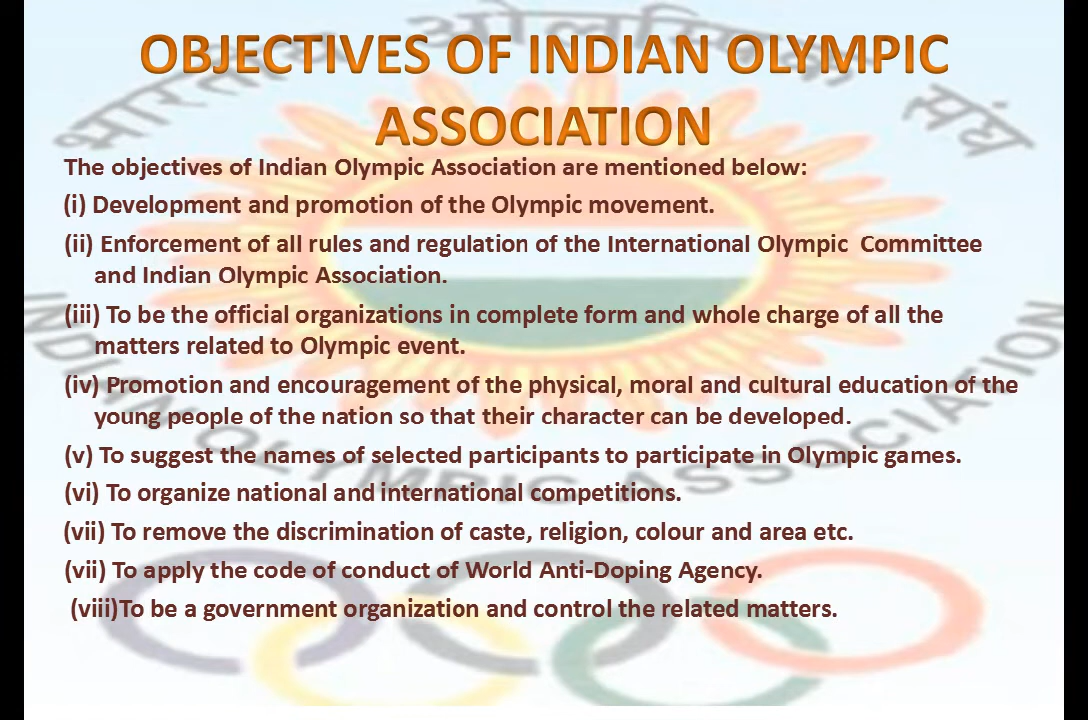 OBJECTIVES OF INDIAN OLYMPIC
ASSOCIATION
भारतीय ओलम्पिक संघ
The objectives of Indian Olympic Association are mentioned below:
(i) Development and promotion of the Olympic movement.
(ii) Enforcement of all rules and regulation of the International Olympic Committee
and Indian Olympic Association.
(iii) To be the official organizations in complete form and whole charge of all the
matters related to Olympic event.
(iv) Promotion and encouragement of the physical, moral and cultural education of the
young people of the nation so that their character can be developed.
(v) To suggest the names of selected participants to participate in Olympic games.
(vi) To organize national and international competitions.
(vii) To remove the discrimination of caste, religion, colour and area etc.
(vii) To apply the code of conduct of World Anti-Doping Agency.
(viii)To be a government organization and control the related matters.
INDIAN OLYMPIC ASSOCIATION